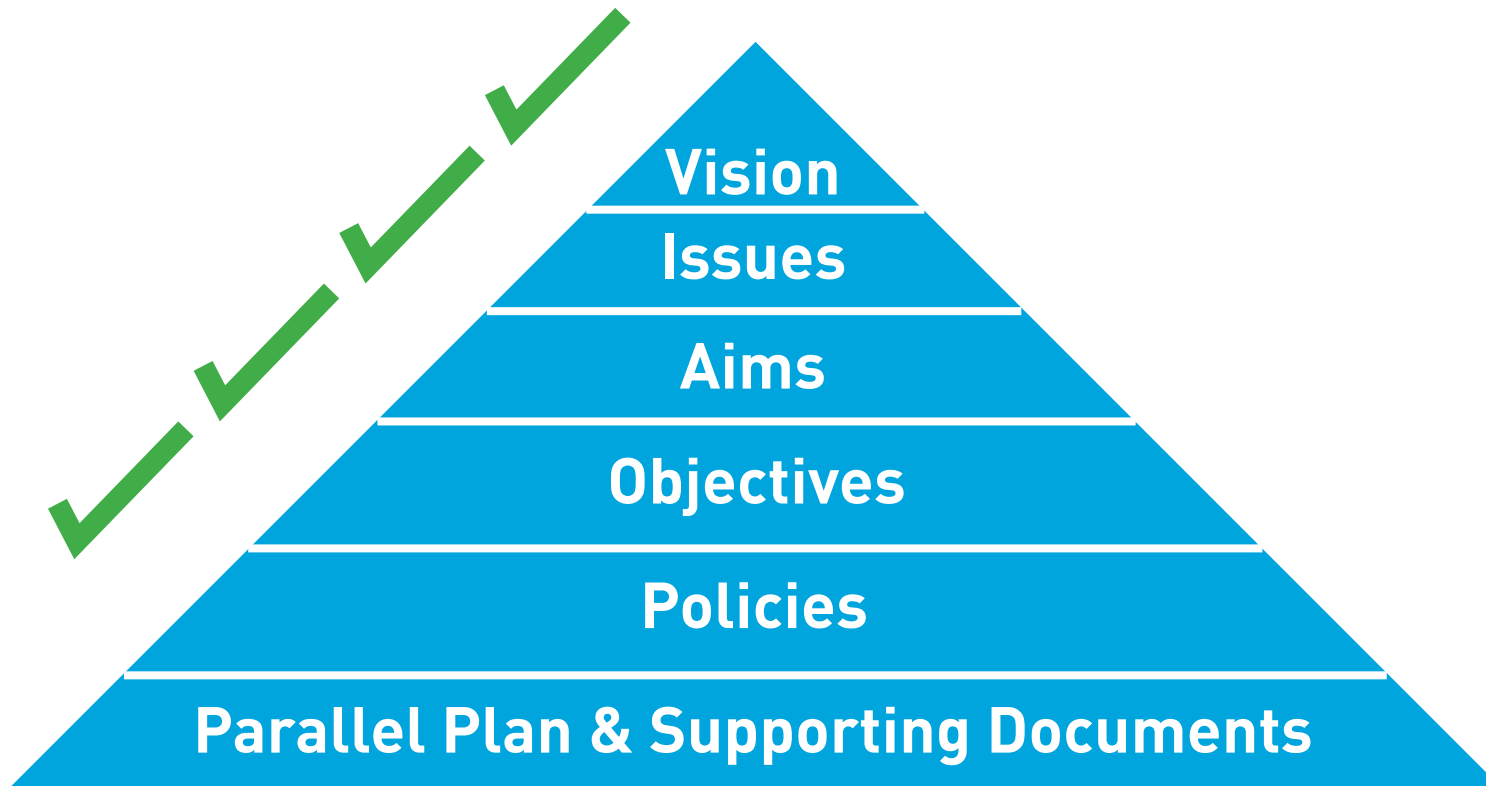 Vision
Issues
Aims
Objectives
Policies
Parallel Plan & Supporting Documents